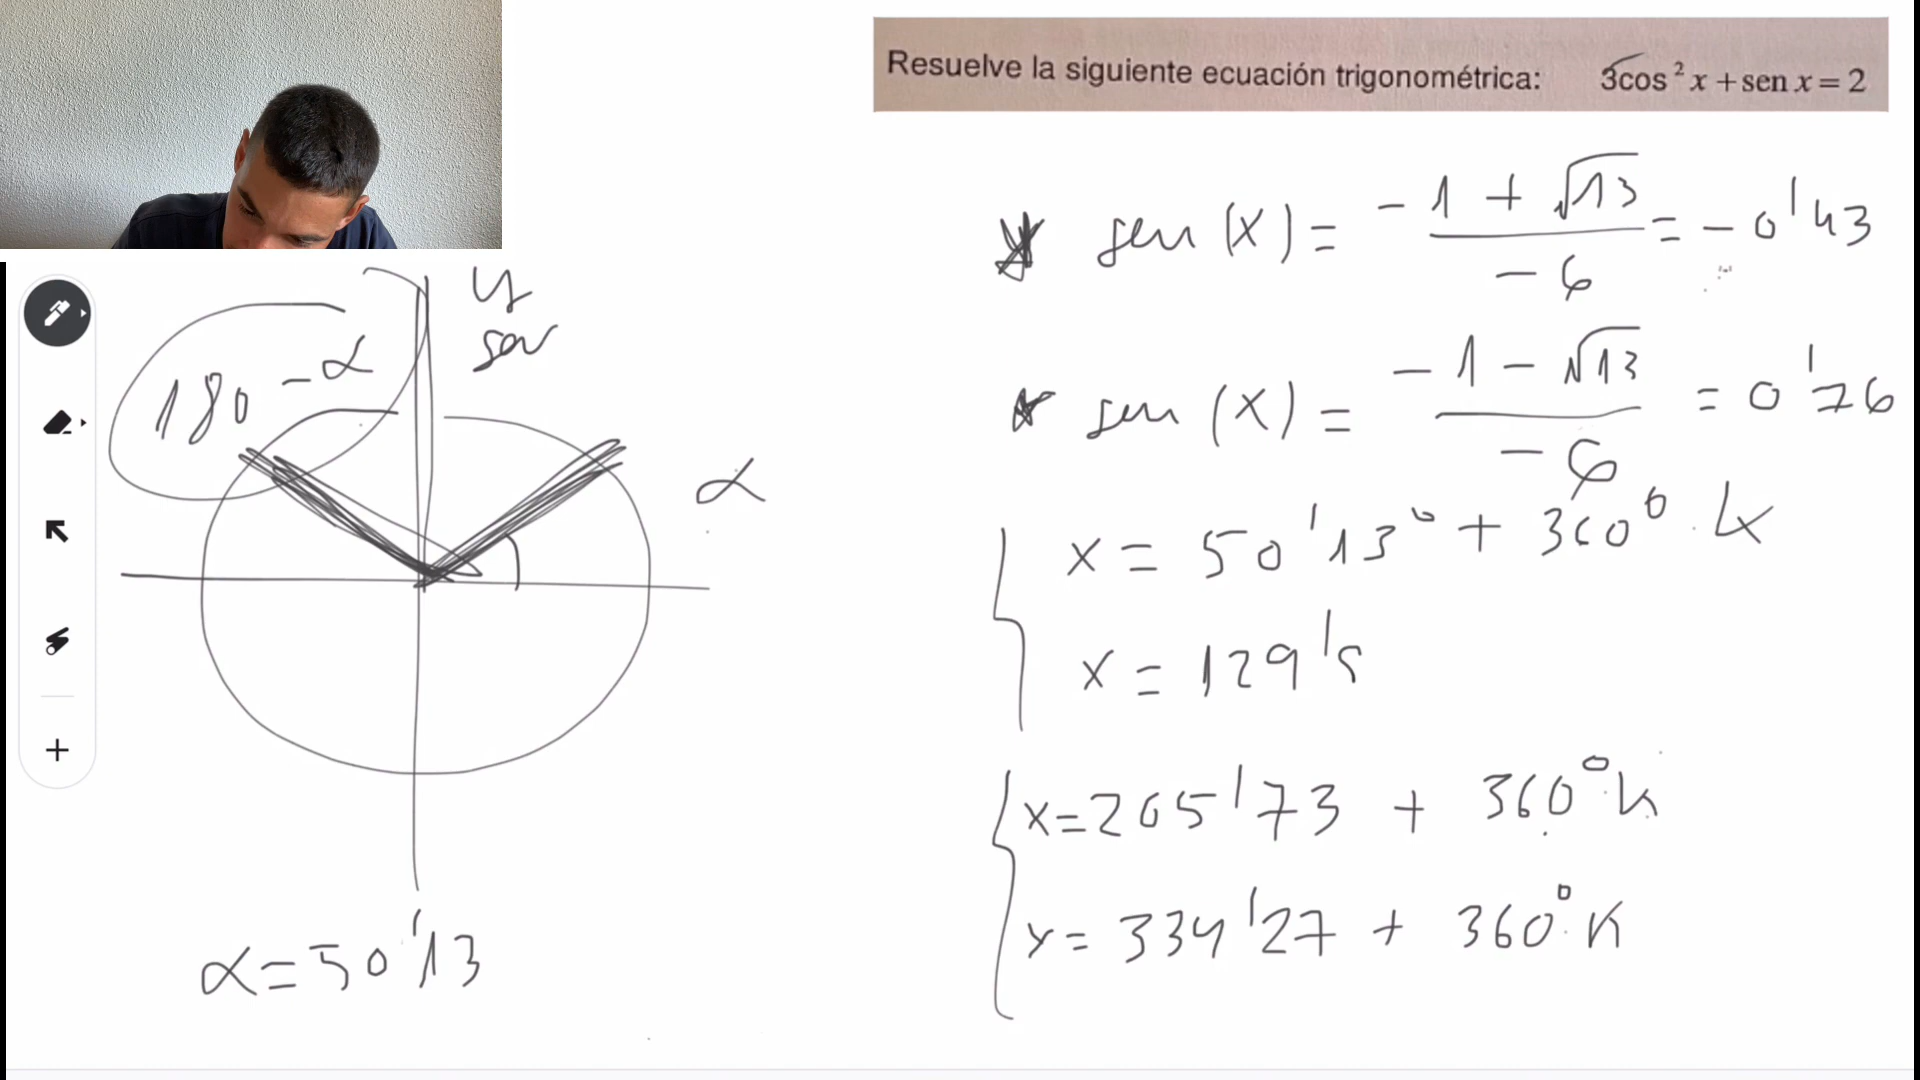 Resuelve la siguiente ecuación trigonométrica: 3cos²x + sen x = 2
sen (x) = (-1 + √13) / -6 = -0'43
sen (x) = (-1 - √13) / -6 = 0'76
x = 50'13° + 360° · k
x = 129'8
x = 205'73 + 360° · k
x = 334'27 + 360° · k
y
sen
180 - α
α
α = 50'13